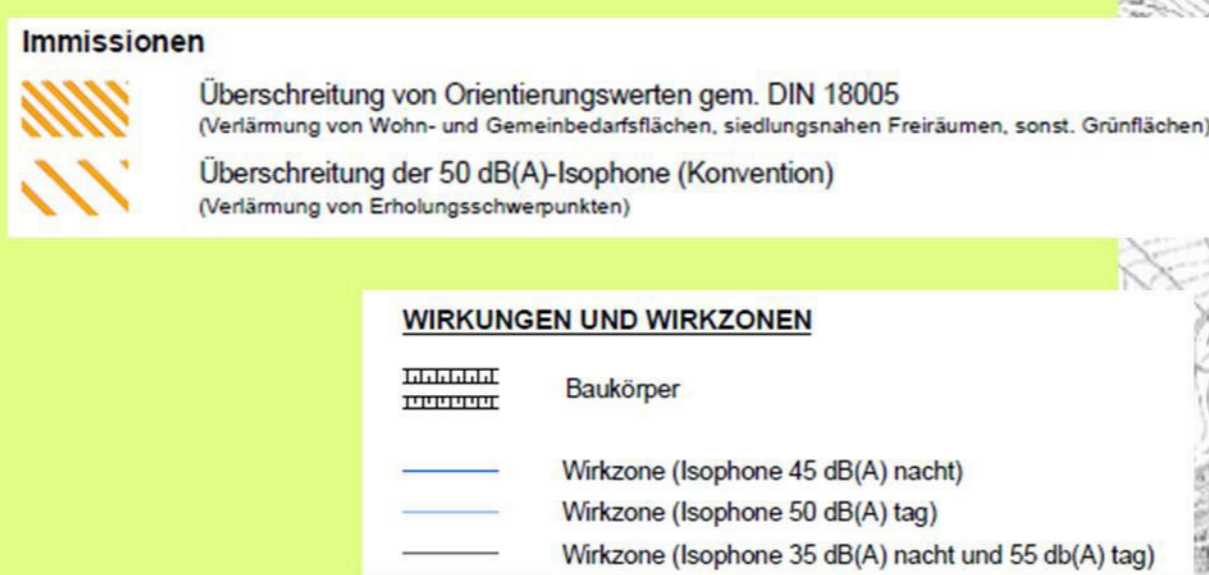 Immissionen
Überschreitung von Orientierungswerten gem. DIN 18005
(Verlärmung von Wohn- und Gemeinbedarfsflächen, siedlungsnahen Freiräumen, sonst. Grünflächen)
Überschreitung der 50 dB(A)-Isophone (Konvention)
(Verlärmung von Erholungsschwerpunkten)
WIRKUNGEN UND WIRKZONEN
Baukörper
Wirkzone (Isophone 45 dB(A) nacht)
Wirkzone (Isophone 50 dB(A) tag)
Wirkzone (Isophone 35 dB(A) nacht und 55 db(A) tag)